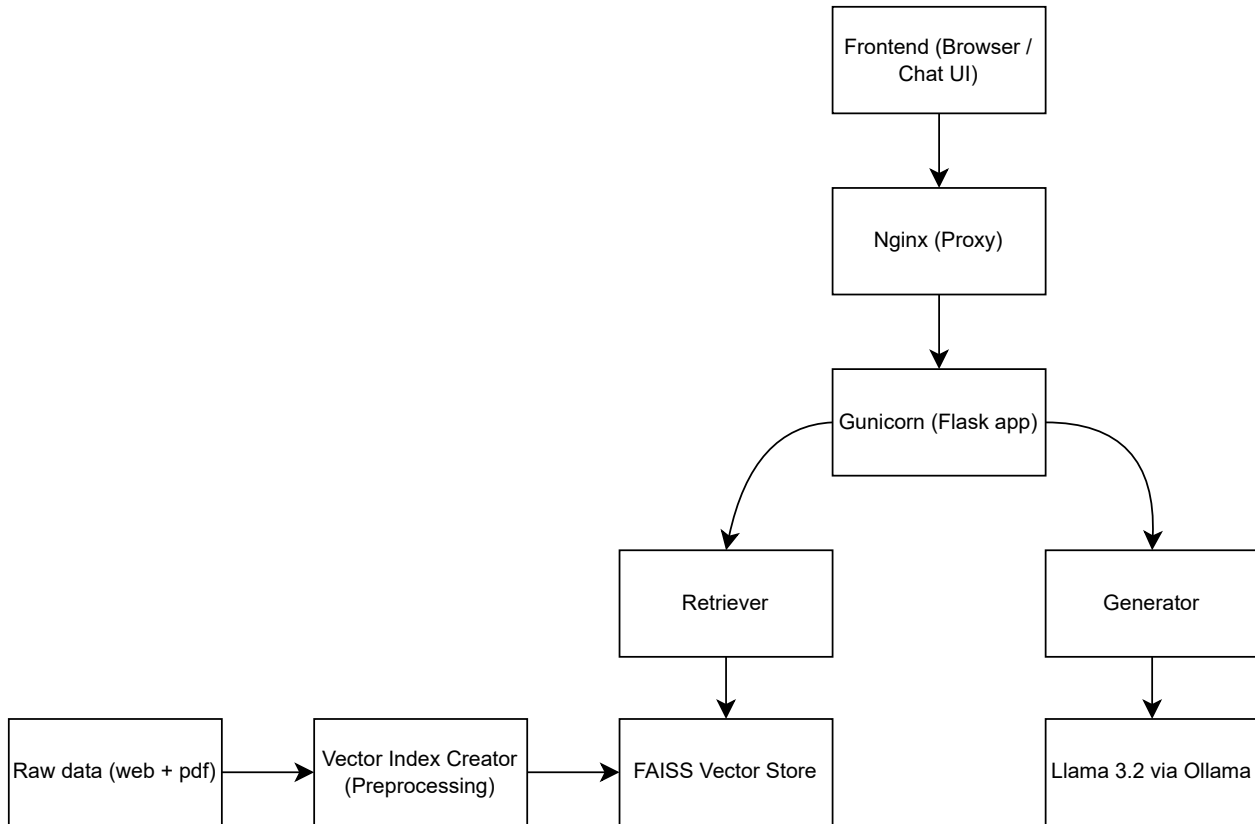 Frontend (Browser /
Chat UI)
Nginx (Proxy)
Gunicorn (Flask app)
Retriever
Generator
Raw data (web + pdf)
Vector Index Creator
(Preprocessing)
FAISS Vector Store
Llama 3.2 via Ollama